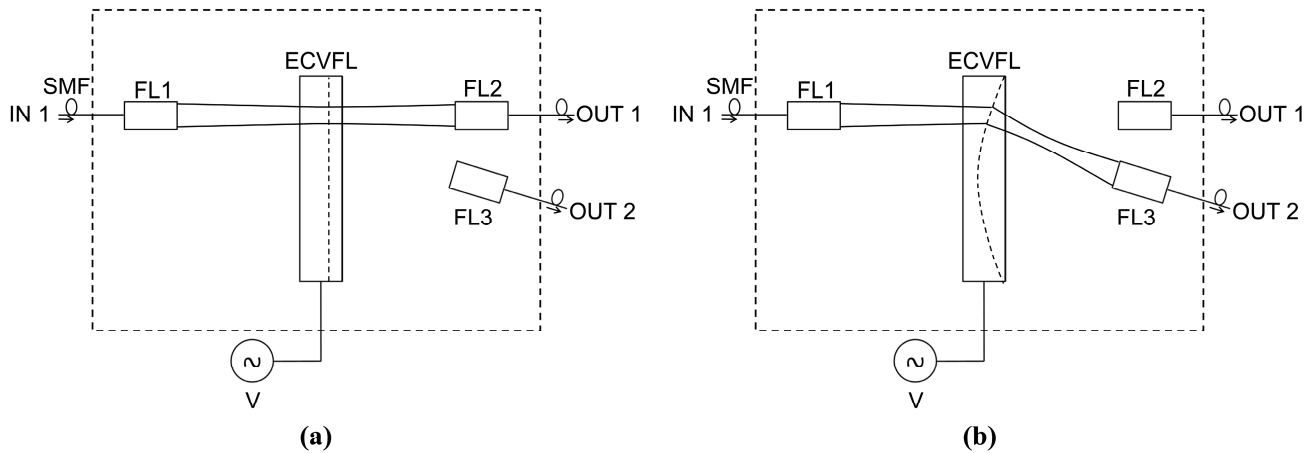 ECVFL
SMF
FL1
FL2
IN 1
OUT 1
FL3
OUT 2
V
(a)
ECVFL
SMF
FL1
FL2
IN 1
OUT 1
FL3
OUT 2
V
(b)